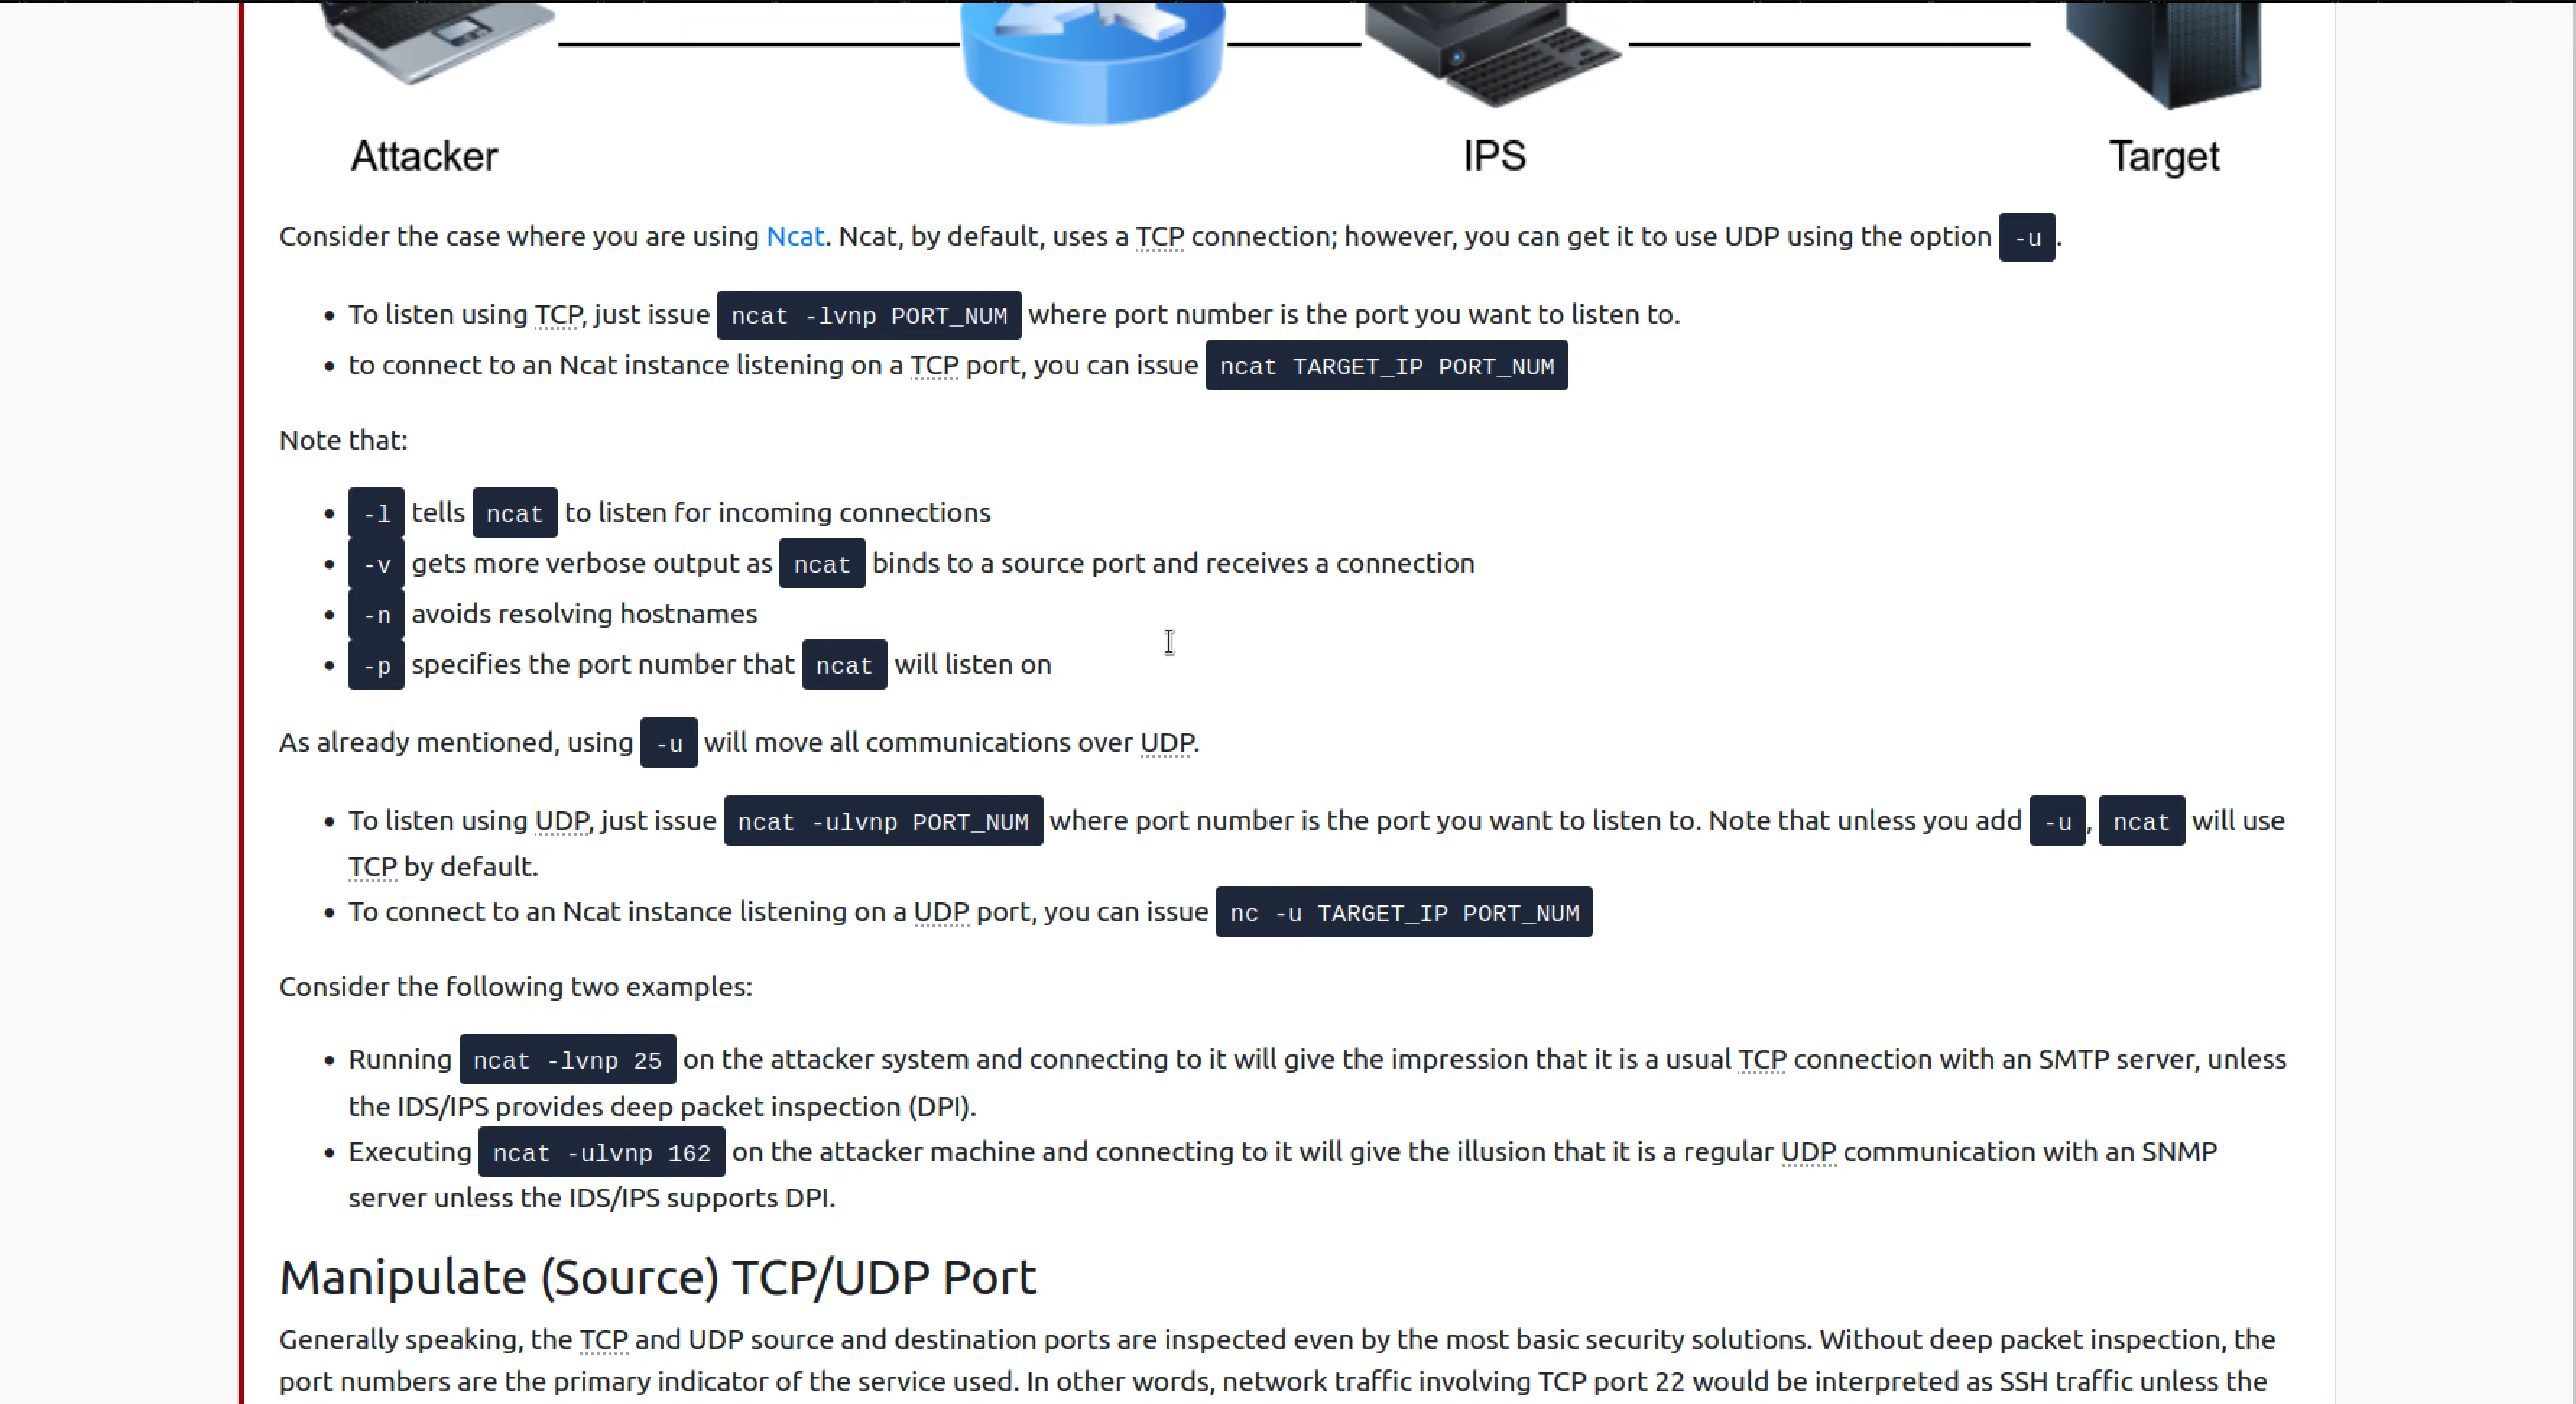 Attacker IPS Target
Consider the case where you are using Ncat. Ncat, by default, uses a TCP connection; however, you can get it to use UDP using the option -u.
• To listen using TCP, just issue ncat -lvnp PORT_NUM where port number is the port you want to listen to.
• to connect to an Ncat instance listening on a TCP port, you can issue ncat TARGET_IP PORT_NUM
Note that:
• -l tells ncat to listen for incoming connections
• -v gets more verbose output as ncat binds to a source port and receives a connection
• -n avoids resolving hostnames
• -p specifies the port number that ncat will listen on
As already mentioned, using -u will move all communications over UDP.
• To listen using UDP, just issue ncat -ulvnp PORT_NUM where port number is the port you want to listen to. Note that unless you add -u, ncat will use
TCP by default.
• To connect to an Ncat instance listening on a UDP port, you can issue nc -u TARGET_IP PORT_NUM
Consider the following two examples:
• Running ncat -lvnp 25 on the attacker system and connecting to it will give the impression that it is a usual TCP connection with an SMTP server, unless
the IDS/IPS provides deep packet inspection (DPI).
• Executing ncat -ulvnp 162 on the attacker machine and connecting to it will give the illusion that it is a regular UDP communication with an SNMP
server unless the IDS/IPS supports DPI.
Manipulate (Source) TCP/UDP Port
Generally speaking, the TCP and UDP source and destination ports are inspected even by the most basic security solutions. Without deep packet inspection, the
port numbers are the primary indicator of the service used. In other words, network traffic involving TCP port 22 would be interpreted as SSH traffic unless the